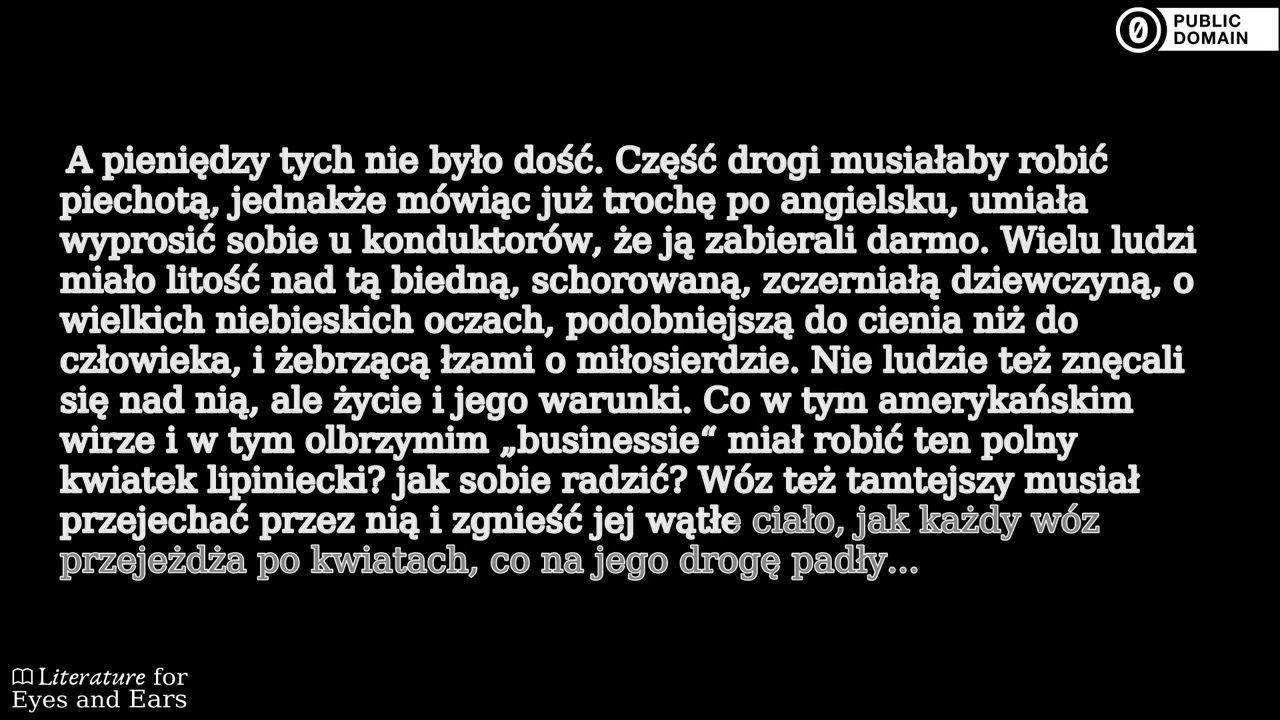 PUBLIC
DOMAIN
A pieniędzy tych nie było dość. Część drogi musiałaby robić
piechotą, jednakże mówiąc już trochę po angielsku, umiała
wyprosić sobie u konduktorów, że ją zabierali darmo. Wielu ludzi
miało litość nad tą biedną, schorowaną, zczerniałą dziewczyną, o
wielkich niebieskich oczach, podobniejszą do cienia niż do
człowieka, i żebrzącą łzami o miłosierdzie. Nie ludzie też znęcali
się nad nią, ale życie i jego warunki. Co w tym amerykańskim
wirze i w tym olbrzymim „businessie“ miał robić ten polny
kwiatek lipiniecki? jak sobie radzić? Wóz też tamtejszy musiał
przejechać przez nią i zgnieść jej wątłe ciało, jak każdy wóz
przejeżdża po kwiatach, co na jego drogę padły...
Literature for
Eyes and Ears